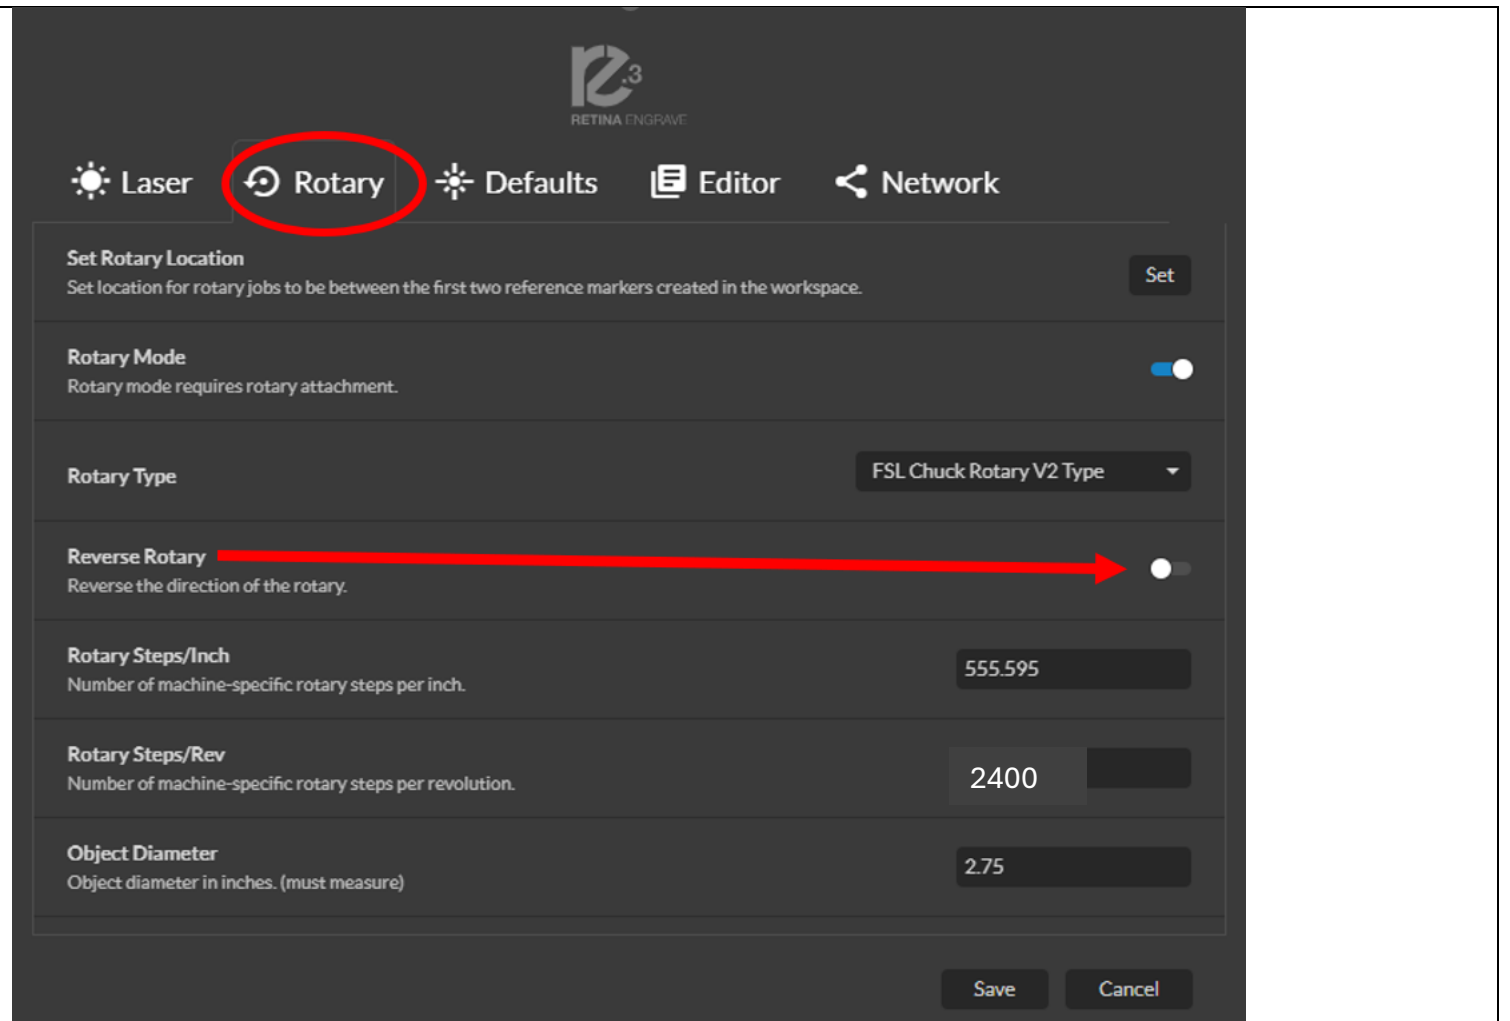 re.3
RETINA ENGRAVE
Laser Rotary Defaults Editor Network
Set Rotary Location
Set location for rotary jobs to be between the first two reference markers created in the workspace.
Set
Rotary Mode
Rotary mode requires rotary attachment.
Rotary Type
FSL Chuck Rotary V2 Type
Reverse Rotary
Reverse the direction of the rotary.
Rotary Steps/Inch
Number of machine-specific rotary steps per inch.
555.595
Rotary Steps/Rev
Number of machine-specific rotary steps per revolution.
2400
Object Diameter
Object diameter in inches. (must measure)
2.75
Save Cancel